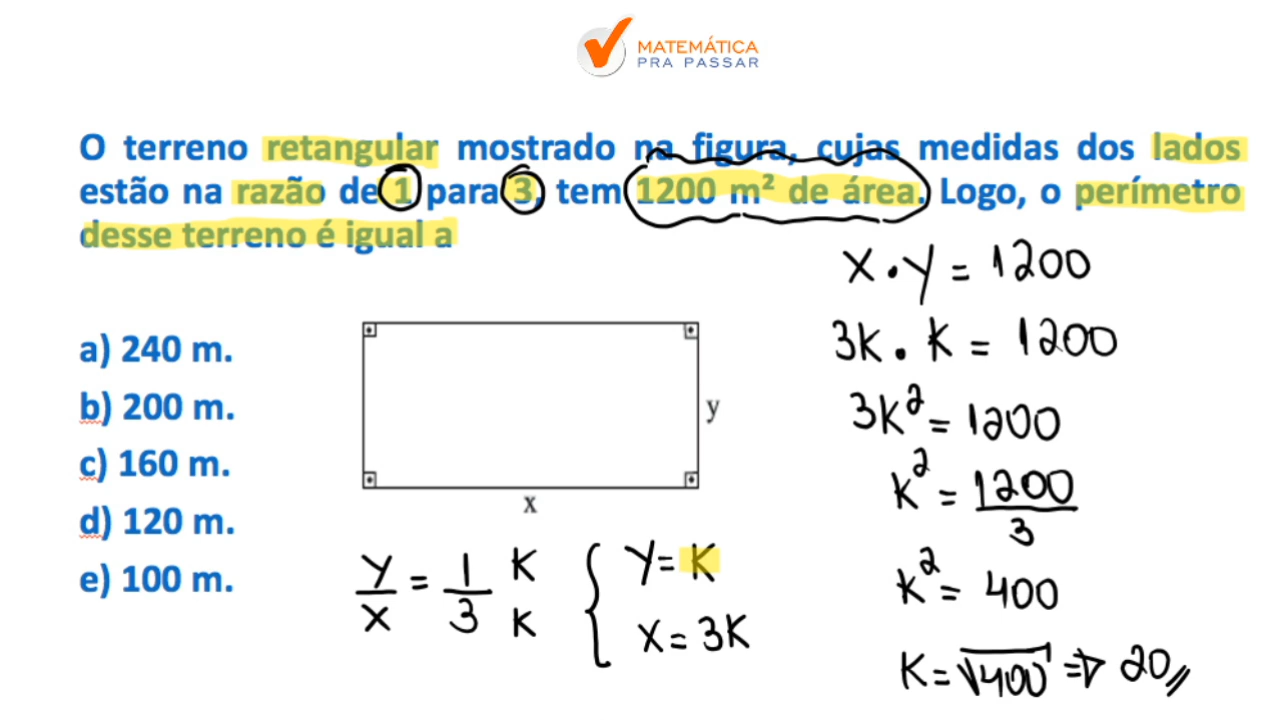 MATEMÁTICA
PRA PASSAR
O terreno retangular mostrado na figura, cujas medidas dos lados
estão na razão de 1 para 3, tem 1200 m² de área. Logo, o perímetro
desse terreno é igual a
a) 240 m.
b) 200 m.
c) 160 m.
d) 120 m.
e) 100 m.
y
x
Y/X = 1/3 K/K { Y = K
X = 3K
X . Y = 1200
3K . K = 1200
3K² = 1200
K² = 1200/3
K² = 400
K = √400 ⇒ 20//